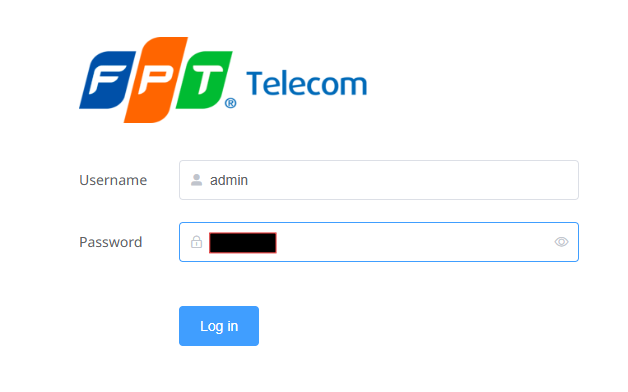 FPT® Telecom
Username admin
Password
Log in